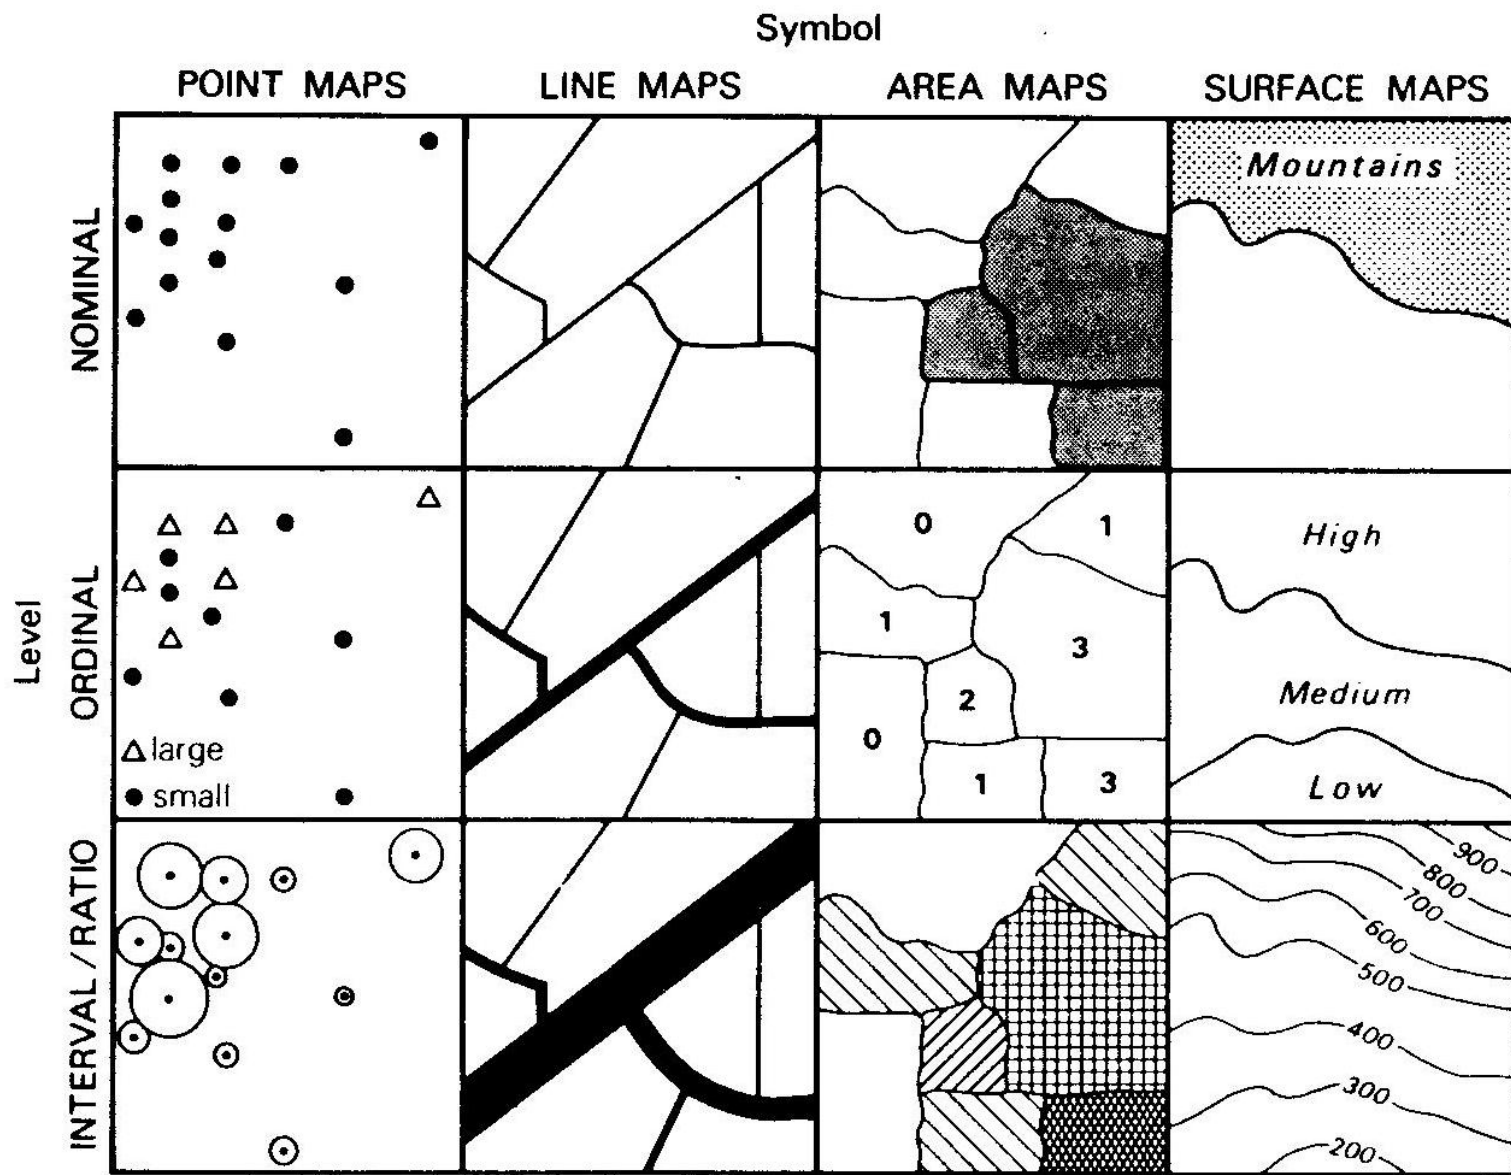 Symbol
POINT MAPS LINE MAPS AREA MAPS SURFACE MAPS
Level
NOMINAL
Mountains
ORDINAL
△ large
● small
0
1
1
3
2
0
1
3
High
Medium
Low
INTERVAL/RATIO
900
800
700
600
500
400
300
200